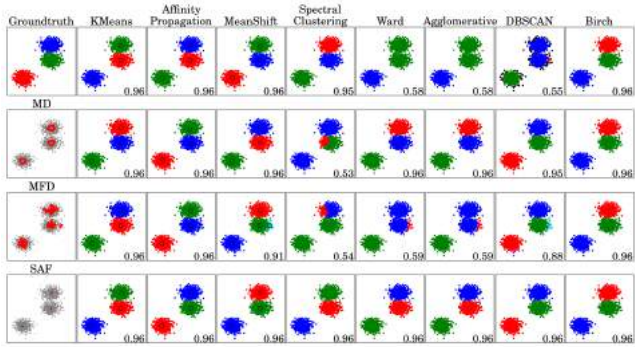 Groundtruth KMeans Affinity Propagation MeanShift Spectral Clustering Ward Agglomerative DBSCAN Birch
0.96 0.96 0.96 0.95 0.58 0.58 0.55 0.96
MD
0.96 0.96 0.96 0.53 0.96 0.96 0.95 0.96
MFD
0.96 0.96 0.91 0.54 0.59 0.59 0.88 0.96
SAF
0.96 0.96 0.96 0.96 0.96 0.96 0.96 0.96